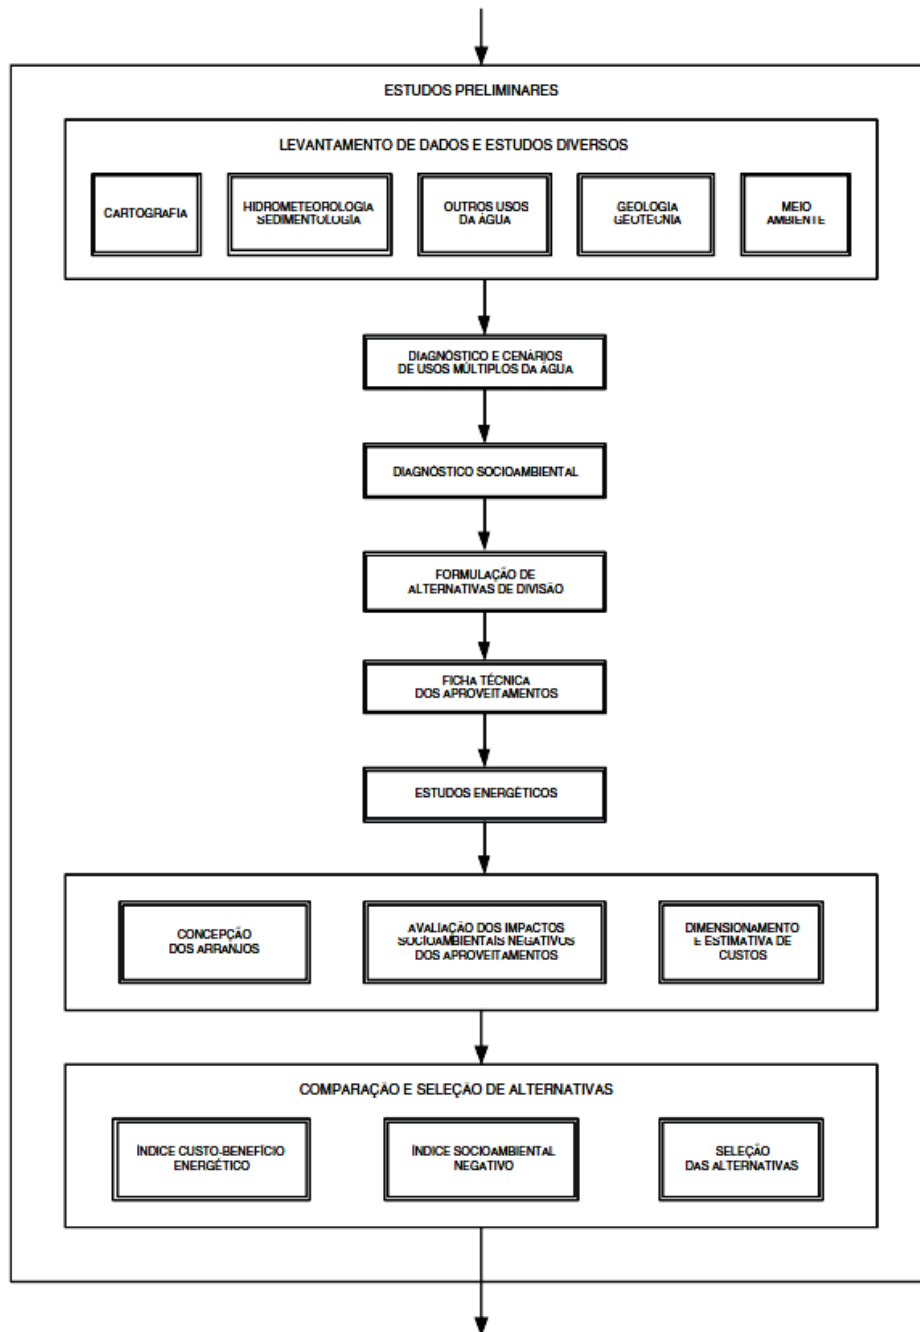 ESTUDOS PRELIMINARES
LEVANTAMENTO DE DADOS E ESTUDOS DIVERSOS
CARTOGRAFIA
HIDROMETEOROLOGIA
SEDIMENTOLOGIA
OUTROS USOS
DA ÁGUA
GEOLOGIA
GEOTECNIA
MEIO
AMBIENTE
DIAGNÓSTICO E CENÁRIOS
DE USOS MÚLTIPLOS DA ÁGUA
DIAGNÓSTICO SOCIOAMBIENTAL
FORMULAÇÃO DE
ALTERNATIVAS DE DIVISÃO
FICHA TÉCNICA
DOS APROVEITAMENTOS
ESTUDOS ENERGÉTICOS
CONCEPÇÃO
DOS ARRANJOS
AVALIAÇÃO DOS IMPACTOS
SOCIOAMBIENTAIS NEGATIVOS
DOS APROVEITAMENTOS
DIMENSIONAMENTO
E ESTIMATIVA DE
CUSTOS
COMPARAÇÃO E SELEÇÃO DE ALTERNATIVAS
ÍNDICE CUSTO-BENEFÍCIO
ENERGÉTICO
ÍNDICE SOCIOAMBIENTAL
NEGATIVO
SELEÇÃO
DAS ALTERNATIVAS